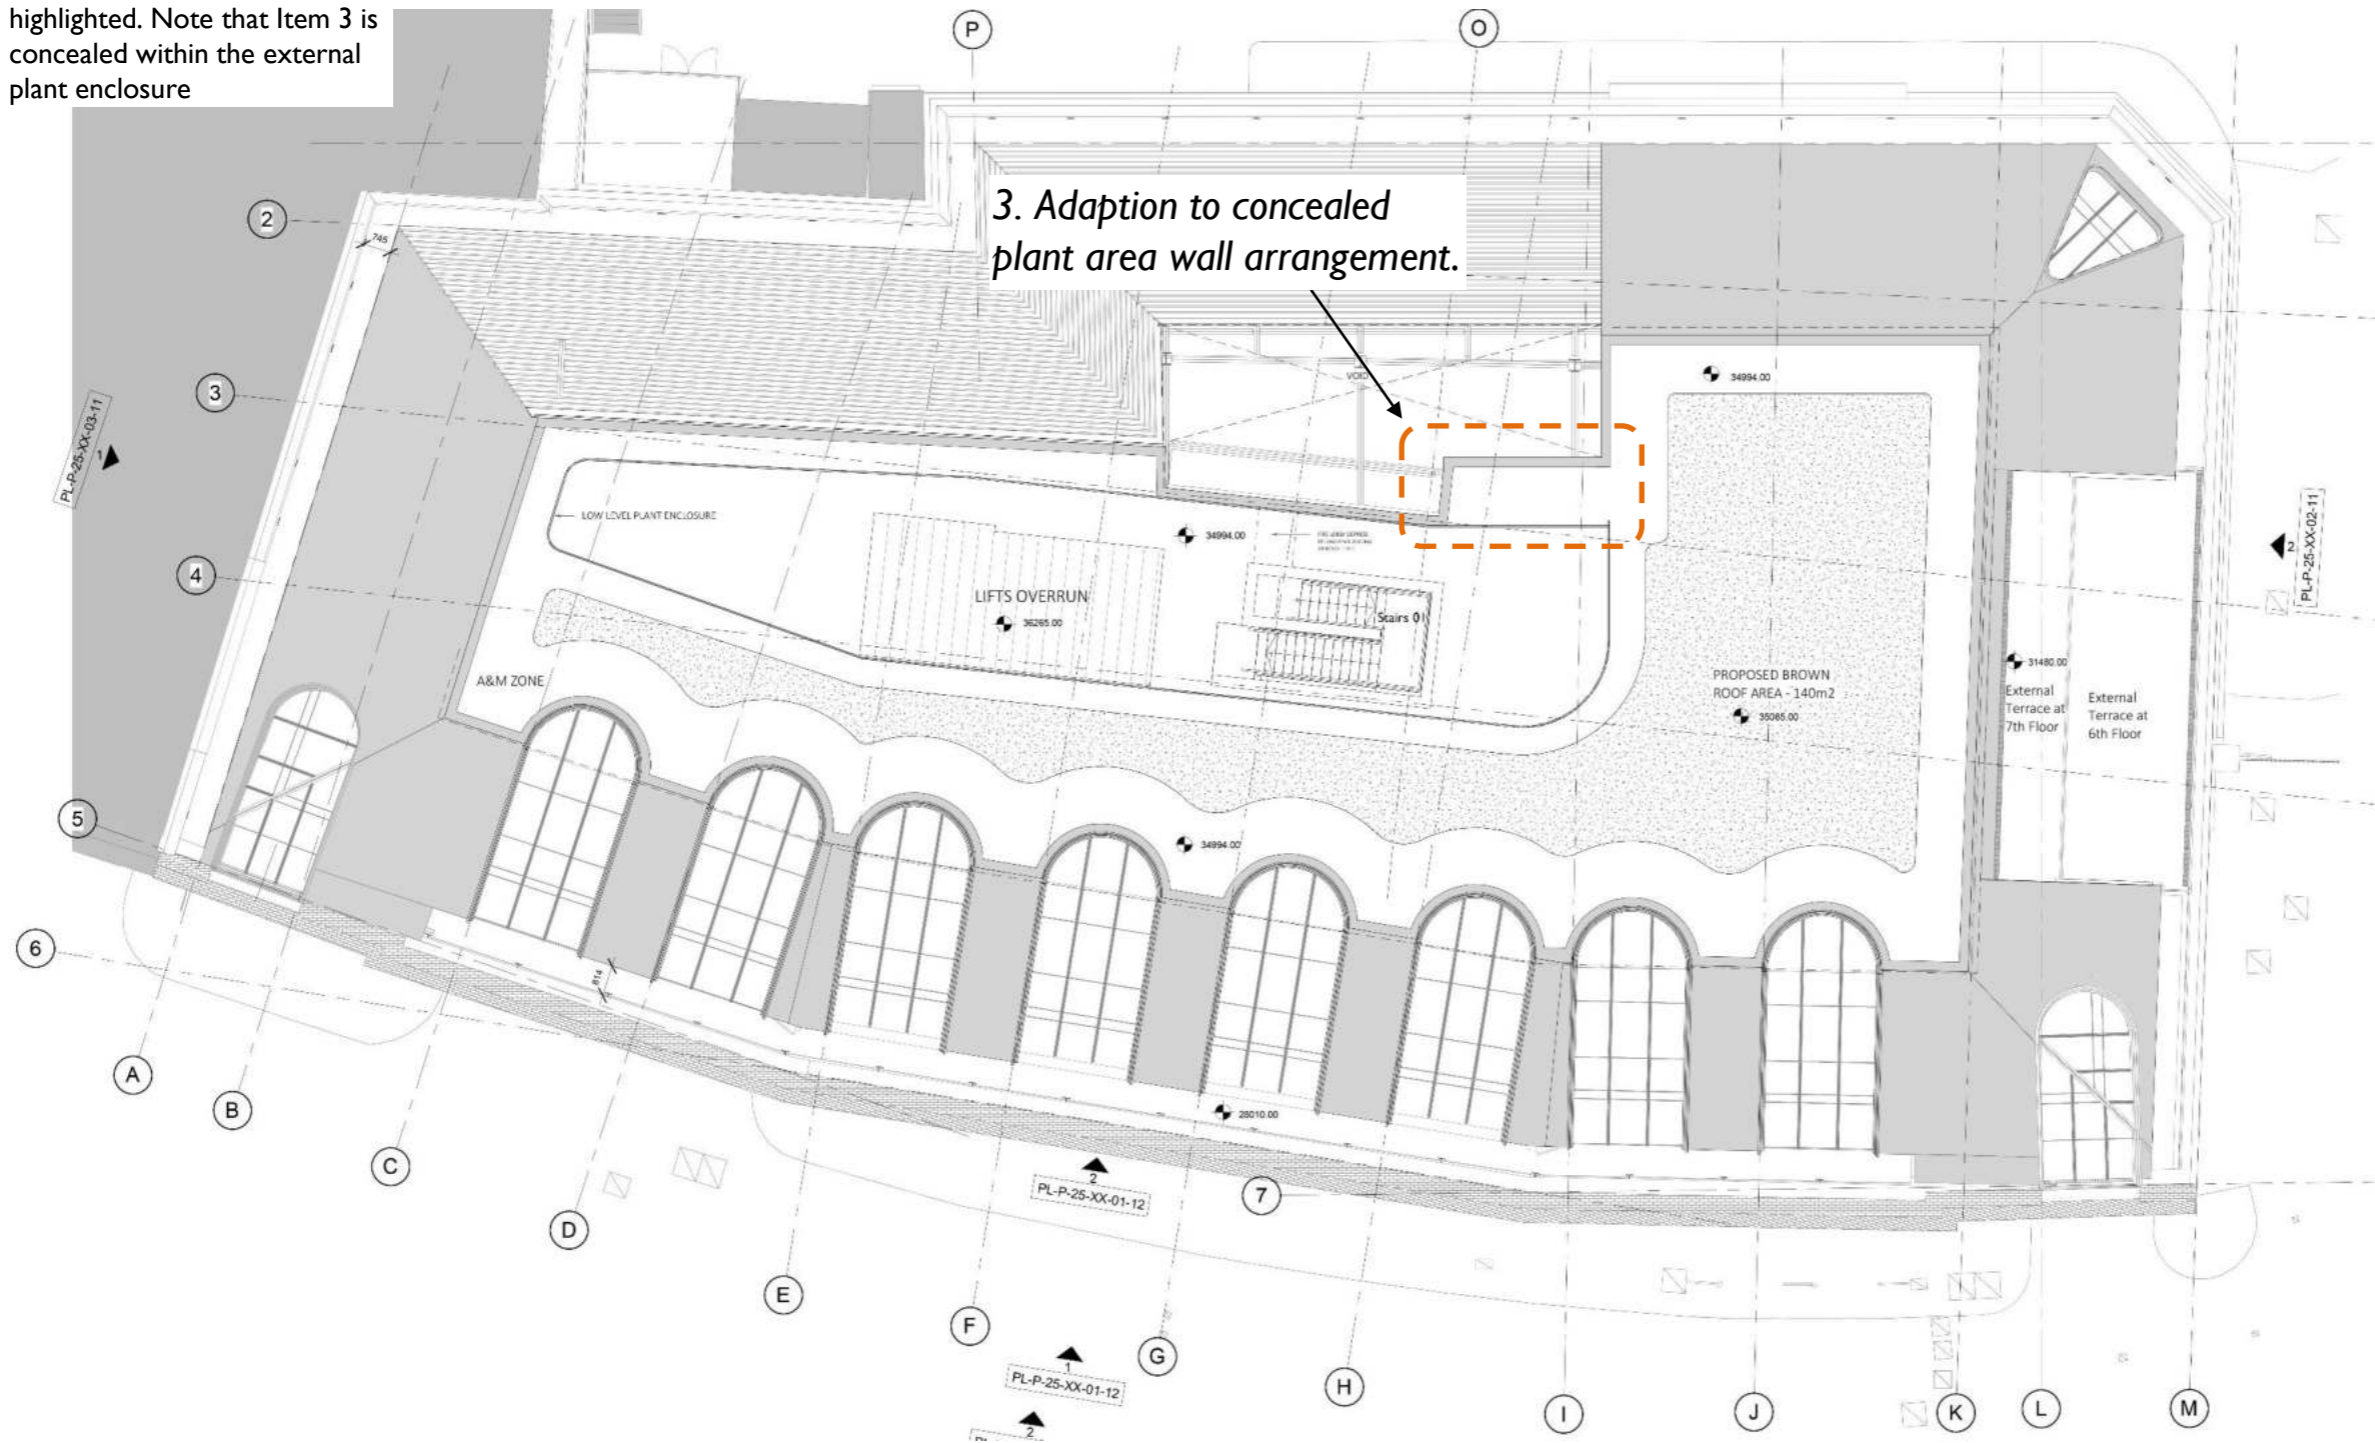 highlighted. Note that Item 3 is
concealed within the external
plant enclosure
P
O
3. Adaption to concealed
plant area wall arrangement.
2
745
3
PL-P-25-XX-03-11
1
VOID
34994.00
LOW LEVEL PLANT ENCLOSURE
34994.00
PL-P-25-XX-02-11
2
4
LIFTS OVERRUN
36265.00
Stairs 01
A&M ZONE
PROPOSED BROWN
ROOF AREA - 140m2
35065.00
31480.00
External
Terrace at
7th Floor
External
Terrace at
6th Floor
5
34994.00
6
814
A
B
C
D
E
F
G
H
I
J
K
L
M
28010.00
2
PL-P-25-XX-01-12
7
1
PL-P-25-XX-01-12
2